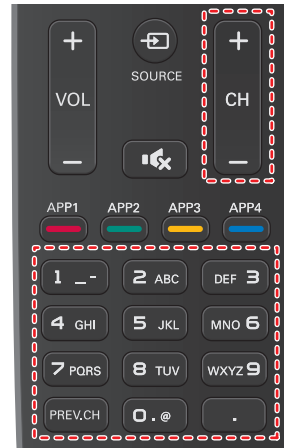 + +
SOURCE
VOL CH
– –
APP1 APP2 APP3 APP4
1 _- 2 ABC DEF 3
4 GHI 5 JKL MNO 6
7 PQRS 8 TUV WXYZ 9
PREV.CH 0.@ .